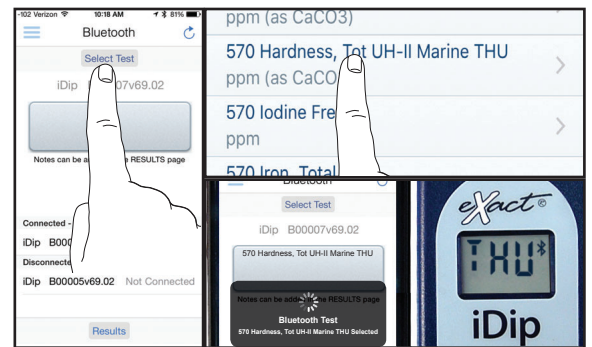 -102 Verizon 10:18 AM 81%
Bluetooth
Select Test
iDip 07v69.02
Notes can be a RESULTS page
Connected -
iDip B000
Disconnecte
iDip B00005v69.02 Not Connected
Results
ppm (as CaCO3)
570 Hardness, Tot UH-II Marine THU
ppm (as CaCO
570 Iodine Fre
ppm
570 Iron, Total
Bluetooth
Select Test
iDip B00007v69.02
570 Hardness, Tot UH-II Marine THU
Notes can be added on the RESULTS page
Bluetooth Test
570 Hardness, Tot UH-II Marine THU Selected
eXact®
THU
iDip